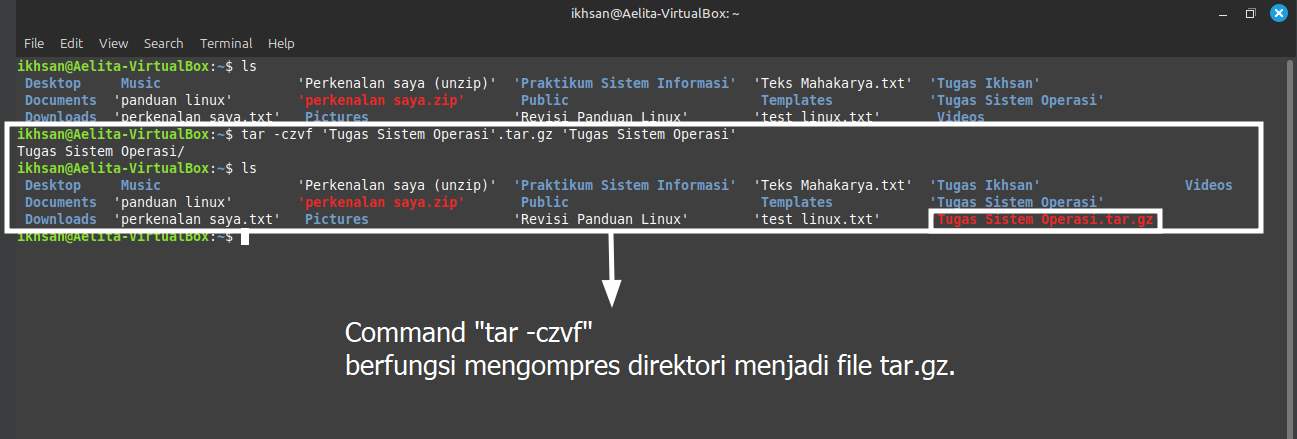 ikhsan@Aelita-VirtualBox: ~
File Edit View Search Terminal Help
ikhsan@Aelita-VirtualBox:~$ ls
Desktop Music 'Perkenalan saya (unzip)' 'Praktikum Sistem Informasi' 'Teks Mahakarya.txt' 'Tugas Ikhsan'
Documents 'panduan linux' 'perkenalan saya.zip' Public Templates 'Tugas Sistem Operasi'
Downloads 'perkenalan saya.txt' Pictures 'Revisi Panduan Linux' 'test linux.txt' Videos
ikhsan@Aelita-VirtualBox:~$ tar -czvf 'Tugas Sistem Operasi'.tar.gz 'Tugas Sistem Operasi'
Tugas Sistem Operasi/
ikhsan@Aelita-VirtualBox:~$ ls
Desktop Music 'Perkenalan saya (unzip)' 'Praktikum Sistem Informasi' 'Teks Mahakarya.txt' 'Tugas Ikhsan' Videos
Documents 'panduan linux' 'perkenalan saya.zip' Public Templates 'Tugas Sistem Operasi'
Downloads 'perkenalan saya.txt' Pictures 'Revisi Panduan Linux' 'test linux.txt' Tugas Sistem Operasi.tar.gz
ikhsan@Aelita-VirtualBox:~$
Command "tar -czvf"
berfungsi mengompres direktori menjadi file tar.gz.